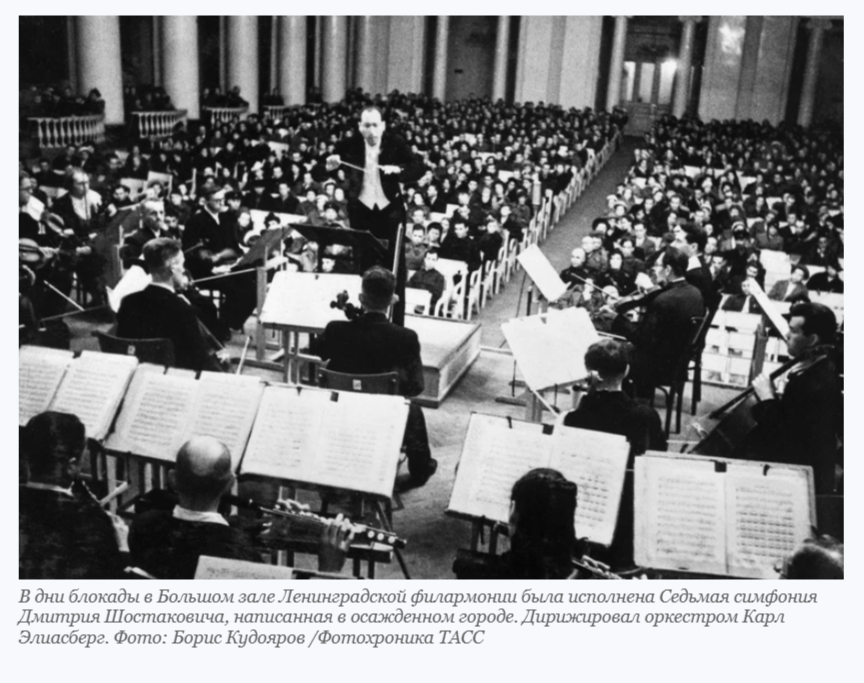 В дни блокады в Большом зале Ленинградской филармонии была исполнена Седьмая симфония
Дмитрия Шостаковича, написанная в осажденном городе. Дирижировал оркестром Карл
Элиасберг. Фото: Борис Кудояров /Фотохроника ТАСС